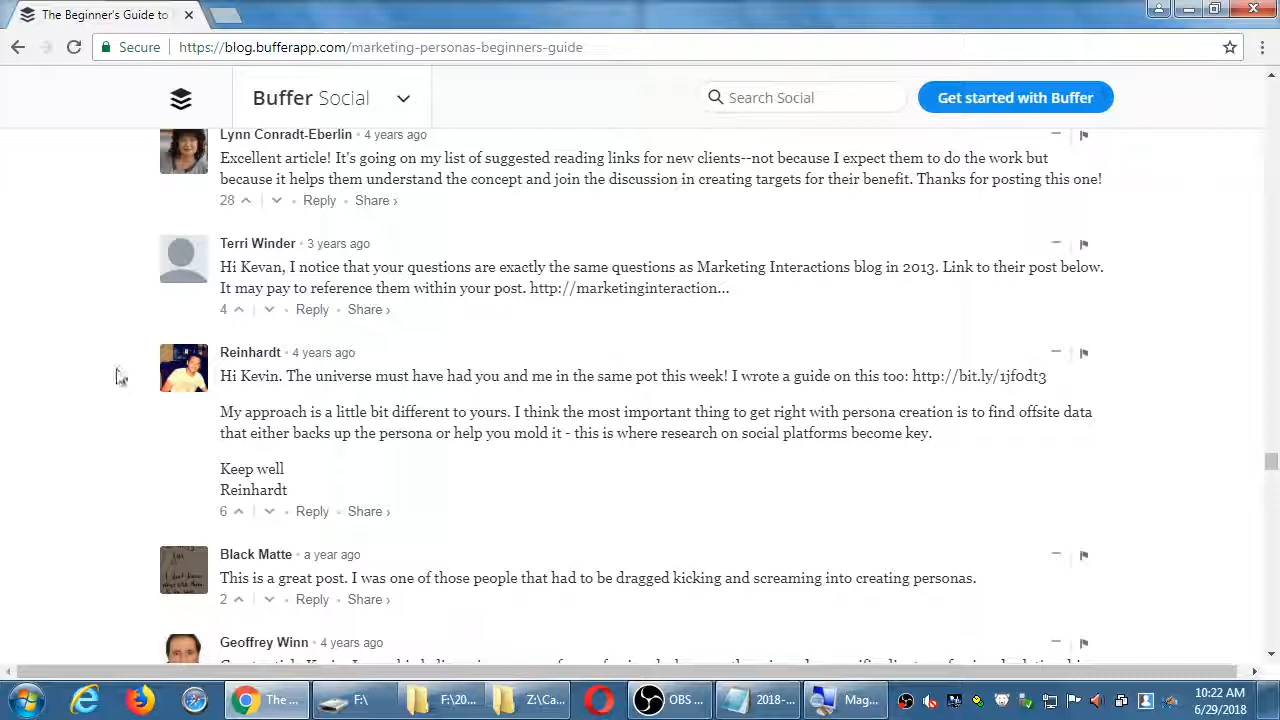 The Beginner's Guide to
Secure
https://blog.bufferapp.com/marketing-personas-beginners-guide
Buffer Social
Search Social
Get started with Buffer
Lynn Conradt-Eberlin • 4 years ago
Excellent article! It's going on my list of suggested reading links for new clients--not because I expect them to do the work but
because it helps them understand the concept and join the discussion in creating targets for their benefit. Thanks for posting this one!
28 • Reply • Share ›
Terri Winder • 3 years ago
Hi Kevan, I notice that your questions are exactly the same questions as Marketing Interactions blog in 2013. Link to their post below.
It may pay to reference them within your post. http://marketinginteraction...
4 • Reply • Share ›
Reinhardt • 4 years ago
Hi Kevin. The universe must have had you and me in the same pot this week! I wrote a guide on this too: http://bit.ly/1jf0dt3
My approach is a little bit different to yours. I think the most important thing to get right with persona creation is to find offsite data
that either backs up the persona or help you mold it - this is where research on social platforms become key.
Keep well
Reinhardt
6 • Reply • Share ›
Black Matte • a year ago
This is a great post. I was one of those people that had to be dragged kicking and screaming into creating personas.
2 • Reply • Share ›
Geoffrey Winn • 4 years ago
The ...
F:\
F:\20...
Z:\Ca...
OBS ...
2018-...
Mag...
10:22 AM
6/29/2018